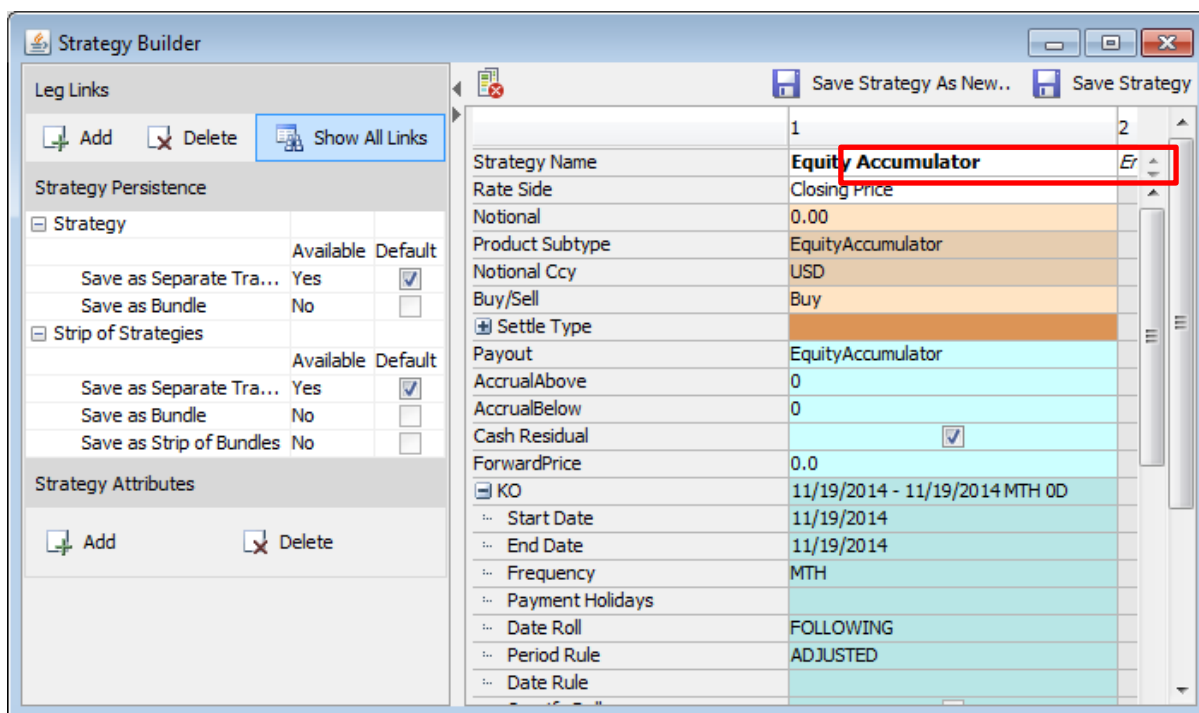 Strategy Builder
Leg Links
Add Delete Show All Links
Strategy Persistence
Strategy
Available Default
Save as Separate Tra... Yes
Save as Bundle No
Strip of Strategies
Available Default
Save as Separate Tra... Yes
Save as Bundle No
Save as Strip of Bundles No
Strategy Attributes
Add Delete
Save Strategy As New.. Save Strategy
1 2
Strategy Name Equity Accumulator
Rate Side Closing Price
Notional 0.00
Product Subtype EquityAccumulator
Notional Ccy USD
Buy/Sell Buy
Settle Type
Payout EquityAccumulator
AccrualAbove 0
AccrualBelow 0
Cash Residual
ForwardPrice 0.0
KO 11/19/2014 - 11/19/2014 MTH 0D
Start Date 11/19/2014
End Date 11/19/2014
Frequency MTH
Payment Holidays
Date Roll FOLLOWING
Period Rule ADJUSTED
Date Rule